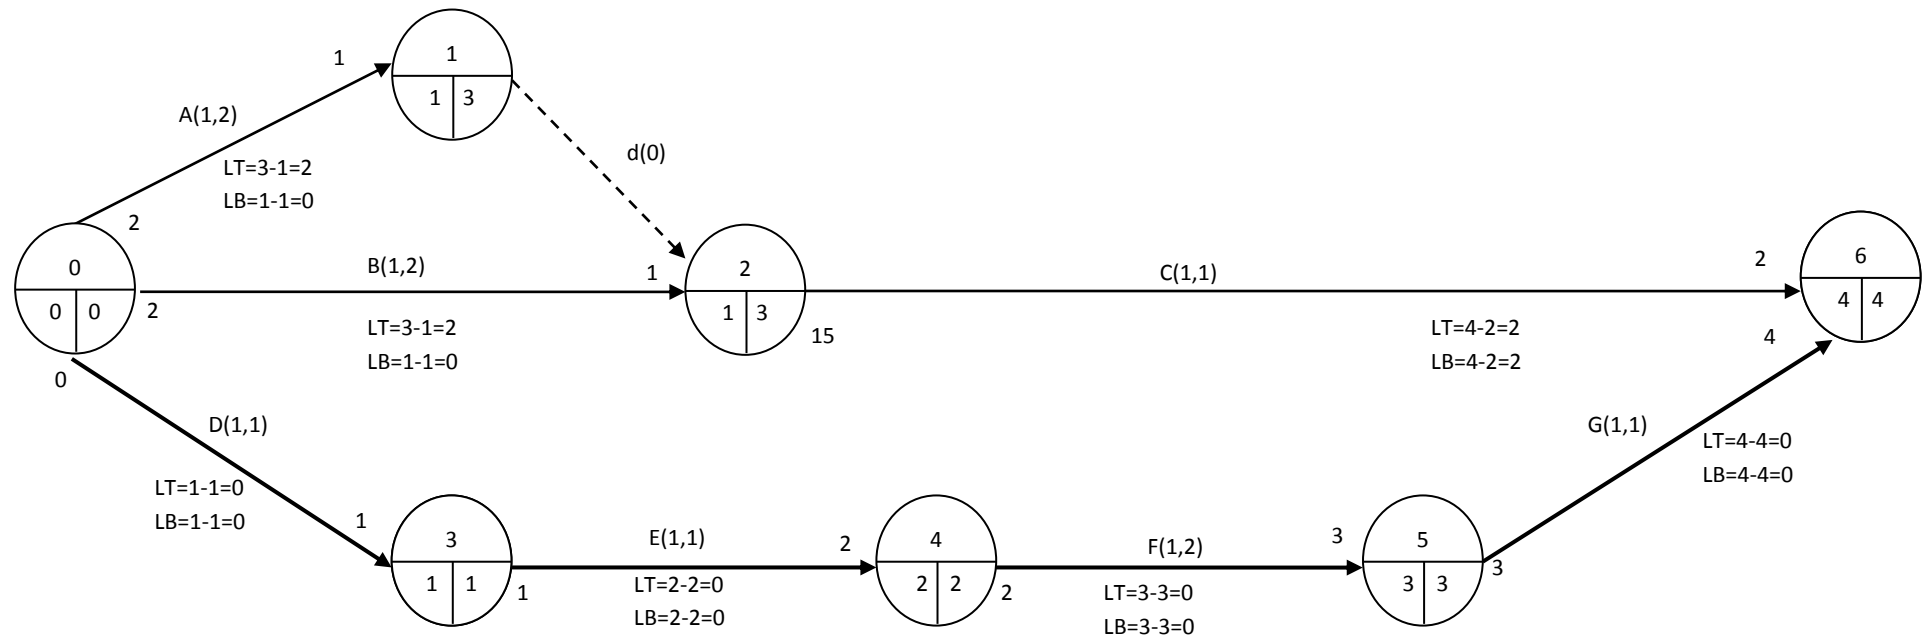 1
1
1 3
A(1,2)
LT=3-1=2
LB=1-1=0
d(0)
2
0
0 0
2
B(1,2)
LT=3-1=2
LB=1-1=0
1
2
1 3
15
C(1,1)
LT=4-2=2
LB=4-2=2
2
6
4 4
4
0
D(1,1)
LT=1-1=0
LB=1-1=0
1
3
1 1
1
E(1,1)
LT=2-2=0
LB=2-2=0
2
4
2 2
2
F(1,2)
LT=3-3=0
LB=3-3=0
3
5
3 3
3
G(1,1)
LT=4-4=0
LB=4-4=0